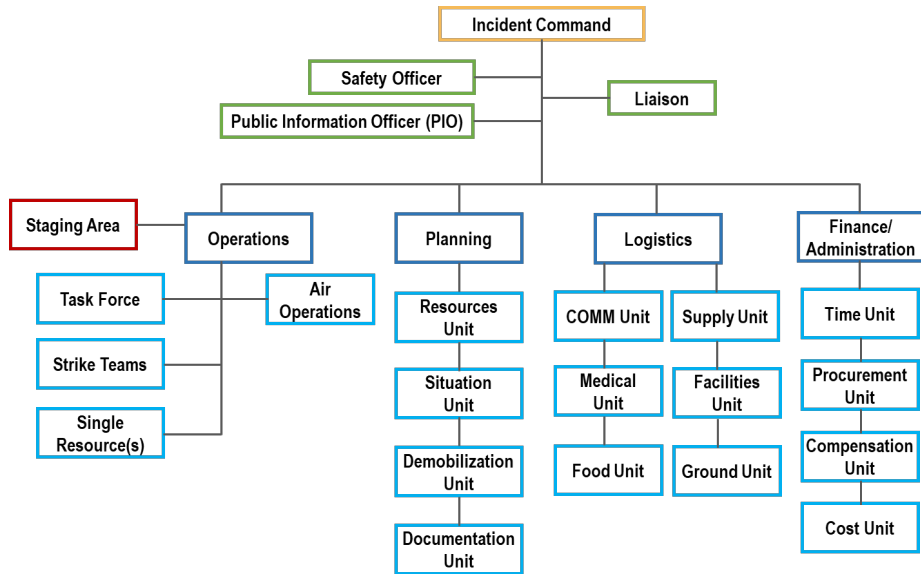 Incident Command
Safety Officer
Liaison
Public Information Officer (PIO)
Staging Area
Operations
Planning
Logistics
Finance/
Administration
Task Force
Air
Operations
Strike Teams
Single
Resource(s)
Resources
Unit
Situation
Unit
Demobilization
Unit
Documentation
Unit
COMM Unit
Medical
Unit
Food Unit
Supply Unit
Facilities
Unit
Ground Unit
Time Unit
Procurement
Unit
Compensation
Unit
Cost Unit